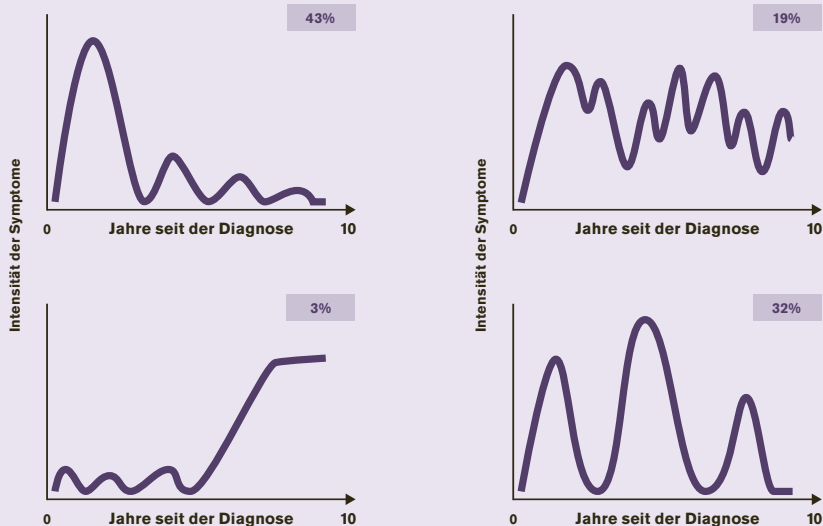 43%
Intensität der Symptome
0 Jahre seit der Diagnose 10
19%
Intensität der Symptome
0 Jahre seit der Diagnose 10
3%
0 Jahre seit der Diagnose 10
32%
0 Jahre seit der Diagnose 10